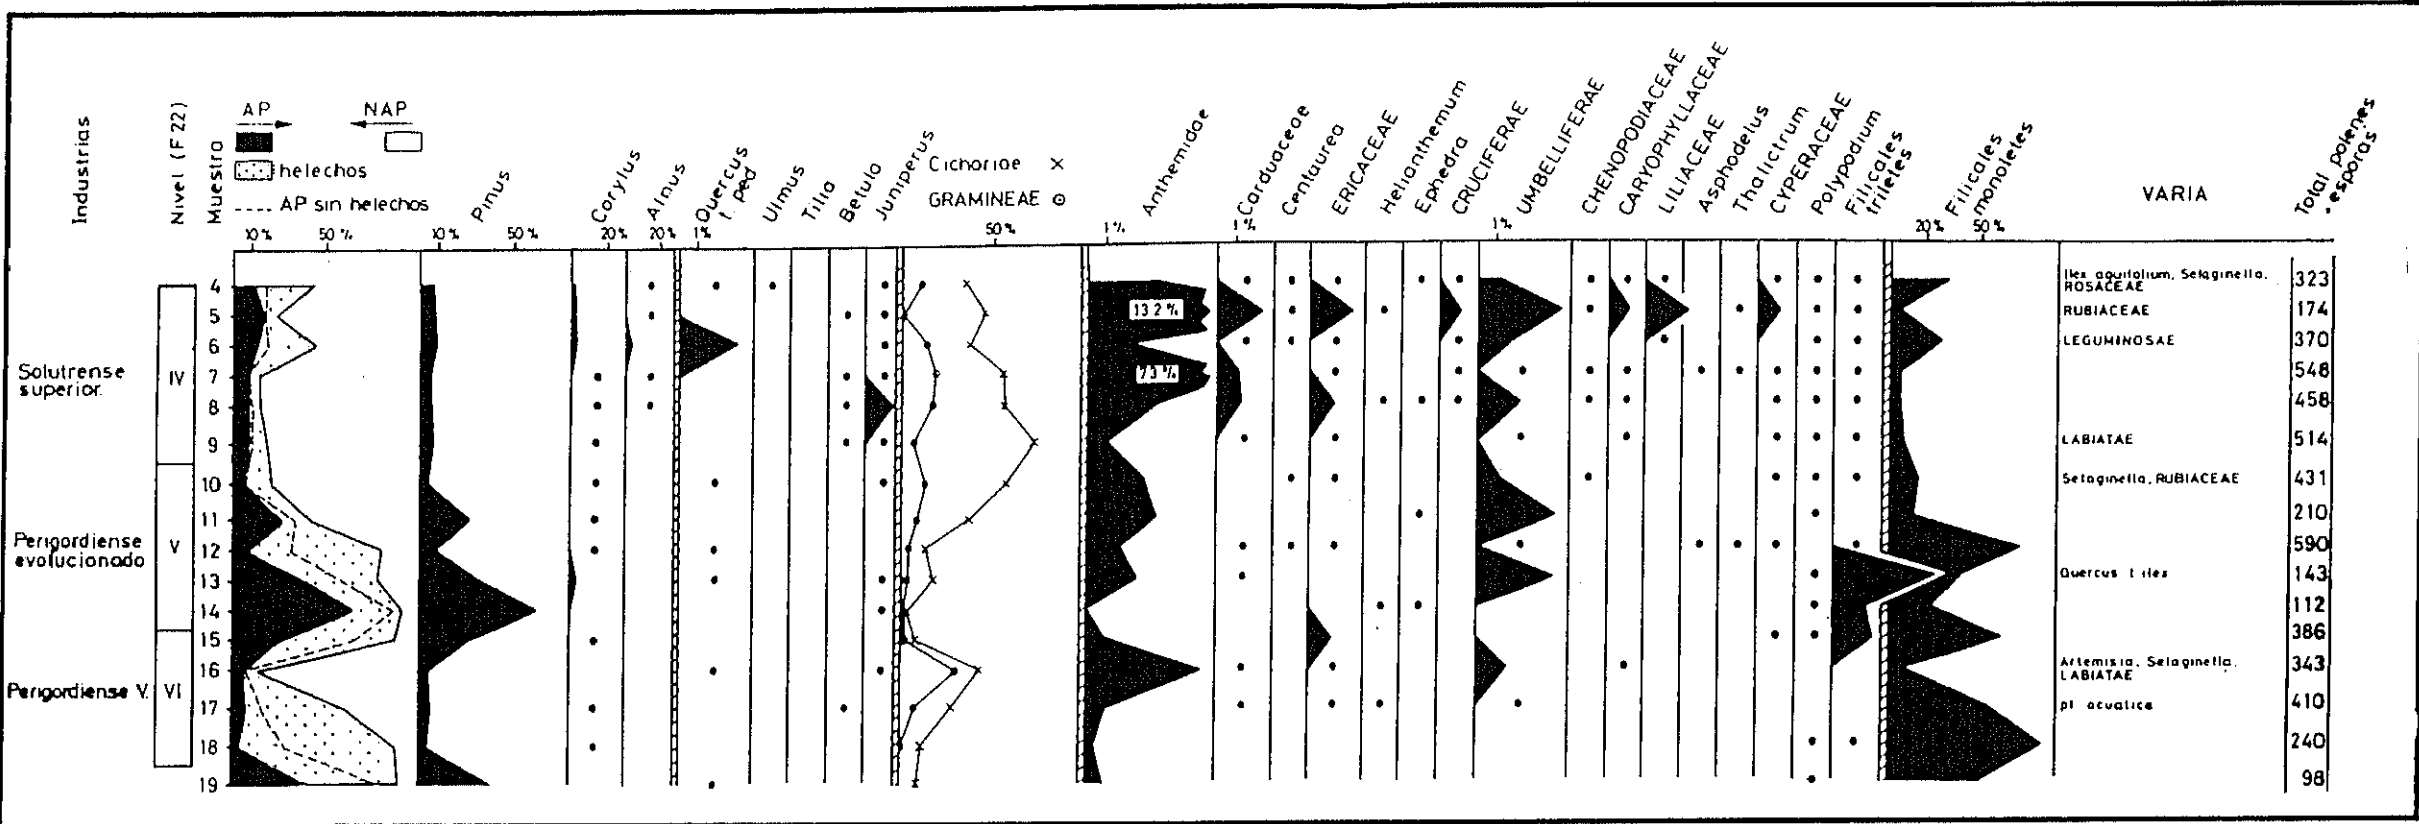 Industrias
Nivel (F 22)
Muestra
AP
NAP
helechos
AP sin helechos
Pinus
Corylus
Alnus
Quercus
t. ped.
Ulmus
Tilia
Betula
Juniperus
Cichoriae ×
GRAMINEAE ⊙
Anthemidae
Carduaceae
Centaurea
ERICACEAE
Helianthemum
Ephedra
CRUCIFERAE
UMBELLIFERAE
CHENOPODIACEAE
CARYOPHYLLACEAE
LILIACEAE
Asphodelus
Thalictrum
CYPERACEAE
Polypodium
Filicales
triletes
Filicales
monoletes
VARIA
Total polenes
esporas
10% 50% 10% 50% 20% 20% 1% 50% 1% 1% 1% 20% 50%
4 Ilex aquifolium, Selaginella, 323
ROSACEAE
5 13.2% RUBIACEAE 174
6 LEGUMINOSAE 370
Solutrense
superior.
IV
7 7.3% 548
8 458
9 LABIATAE 514
10 Selaginella, RUBIACEAE 431
11 210
Perigordiense
evolucionado
V
12 590
13 Quercus t ilex 143
14 112
15 386
16 Artemisia, Selaginella, 343
LABIATAE
Perigordiense V. VI
17 pl acuatica 410
18 240
19 98